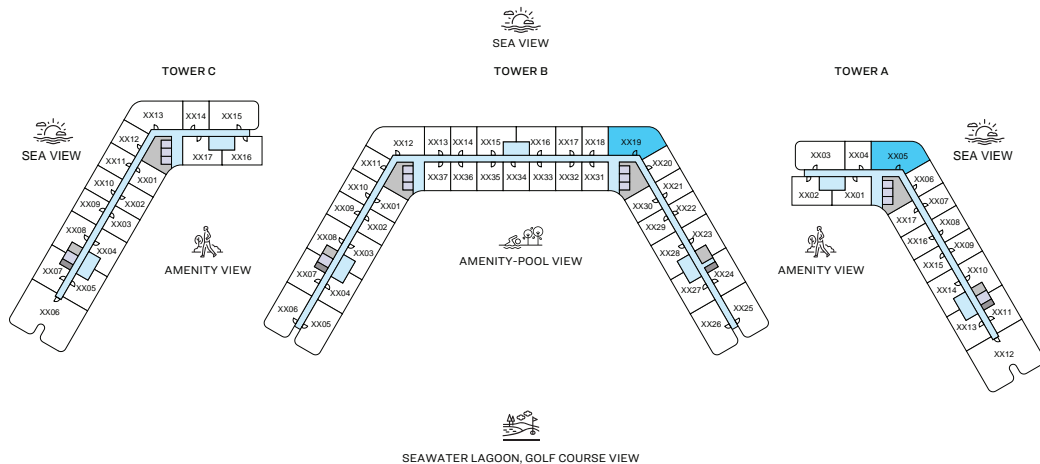 SEA VIEW
TOWER C
TOWER B
TOWER A
SEA VIEW
SEA VIEW
XX13
XX14
XX15
XX12
XX11
XX17
XX16
XX10
XX01
XX09
XX02
XX08
XX03
XX07
XX04
XX06
XX05
AMENITY VIEW
XX12
XX13
XX14
XX15
XX16
XX17
XX18
XX19
XX11
XX37
XX36
XX35
XX34
XX33
XX32
XX31
XX20
XX10
XX01
XX30
XX21
XX09
XX02
XX29
XX22
XX08
XX03
XX28
XX23
XX07
XX04
XX27
XX24
XX06
XX05
XX26
XX25
AMENITY-POOL VIEW
XX03
XX04
XX05
XX02
XX01
XX06
XX17
XX07
XX16
XX08
XX15
XX09
XX14
XX10
XX13
XX11
XX12
AMENITY VIEW
SEAWATER LAGOON, GOLF COURSE VIEW